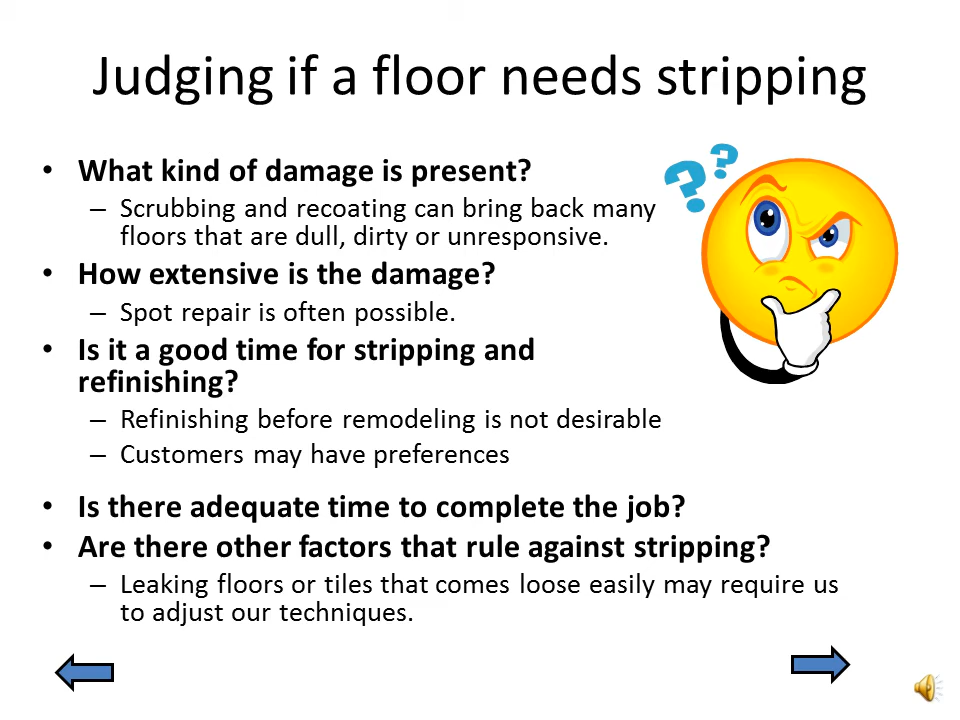 Judging if a floor needs stripping
• What kind of damage is present?
– Scrubbing and recoating can bring back many
floors that are dull, dirty or unresponsive.
• How extensive is the damage?
– Spot repair is often possible.
• Is it a good time for stripping and
refinishing?
– Refinishing before remodeling is not desirable
– Customers may have preferences
• Is there adequate time to complete the job?
• Are there other factors that rule against stripping?
– Leaking floors or tiles that comes loose easily may require us
to adjust our techniques.
? ?